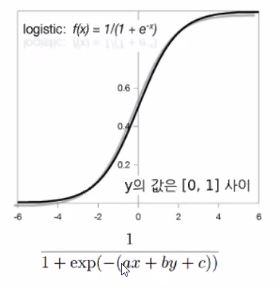 logistic: f(x) = 1/(1 + e⁻ˣ)
0.6
0.4
0.2
y의 값은 [0, 1] 사이
-6 -4 -2 0 2 4 6
1
1 + exp(−(ax + by + c))